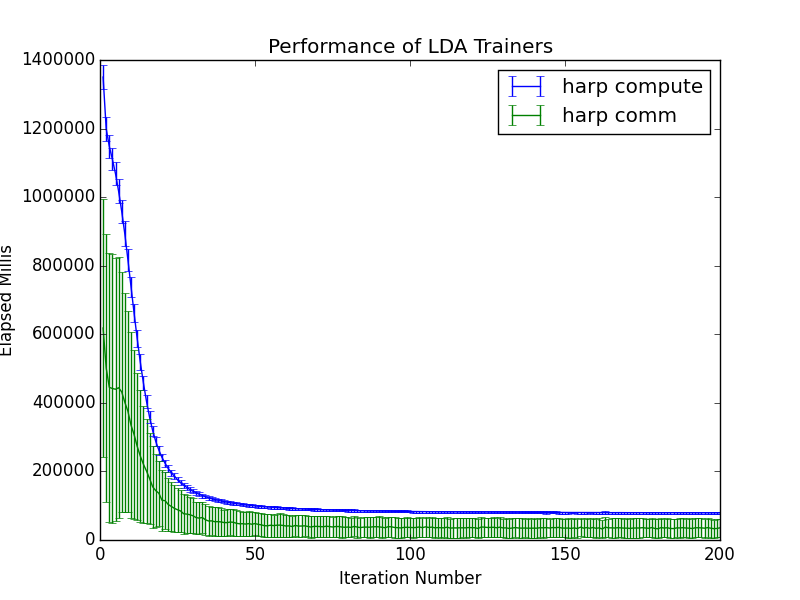 Performance of LDA Trainers
harp compute
harp comm
1400000
1200000
1000000
800000
600000
400000
200000
0
Elapsed Millis
0 50 100 150 200
Iteration Number